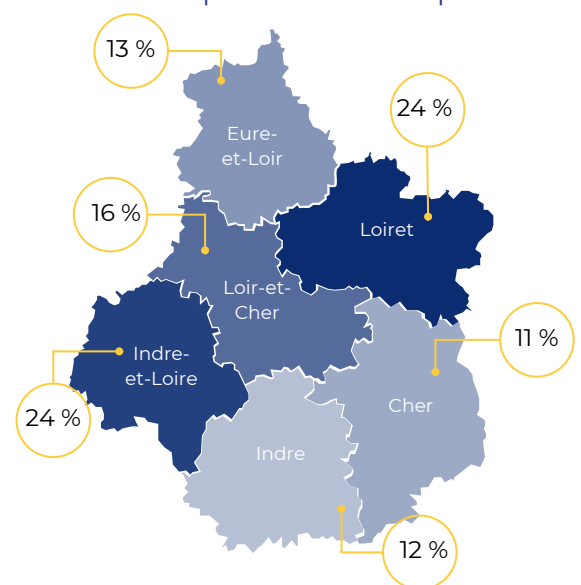 13 %
24 %
Eure-
et-Loir
16 %
Loiret
Loir-et-
Cher
11 %
Indre-
et-Loire
Cher
24 %
Indre
12 %